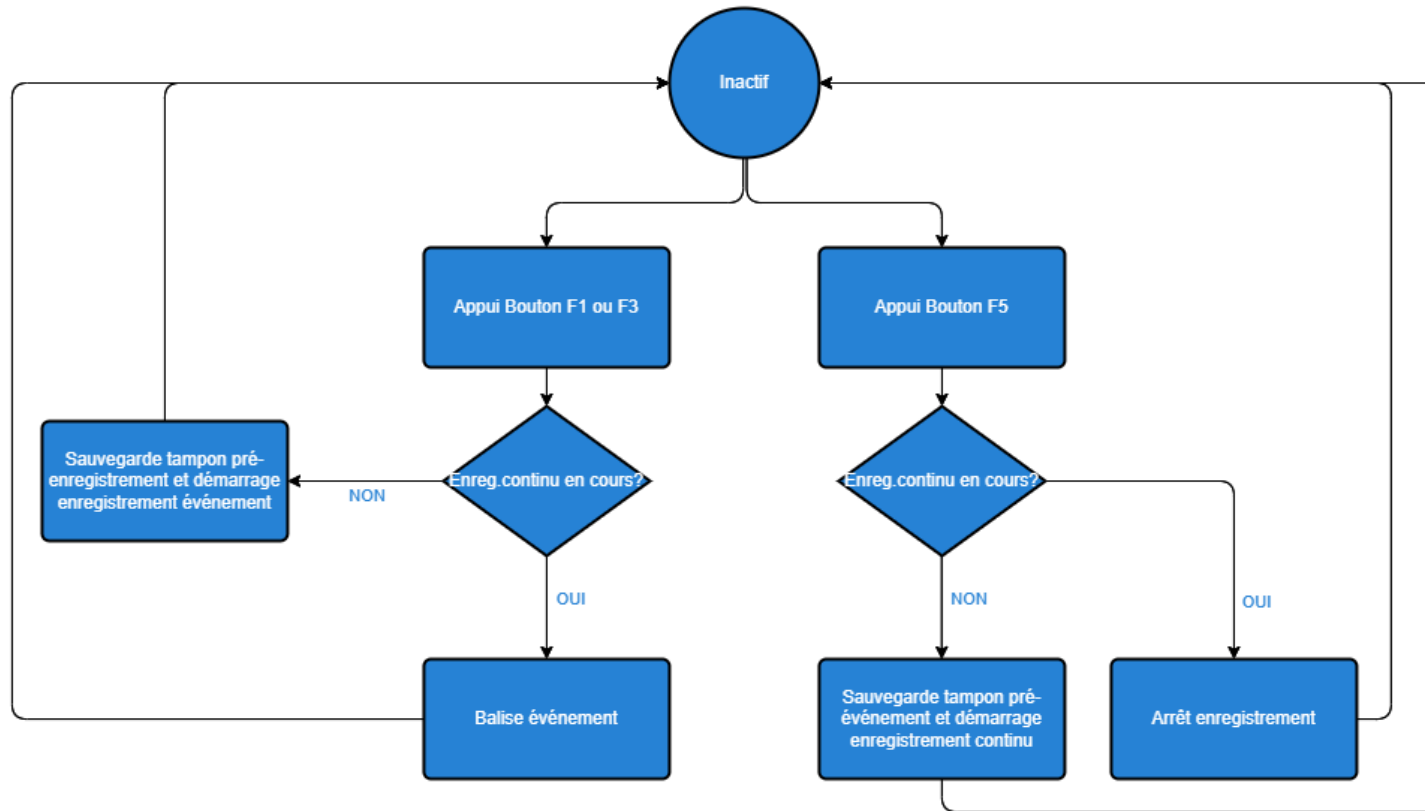 Inactif
Appui Bouton F1 ou F3
Appui Bouton F5
Sauvegarde tampon pré-
enregistrement et démarrage
enregistrement événement
NON
Enreg.continu en cours?
Enreg.continu en cours?
OUI
NON
OUI
Balise événement
Sauvegarde tampon pré-
événement et démarrage
enregistrement continu
Arrêt enregistrement